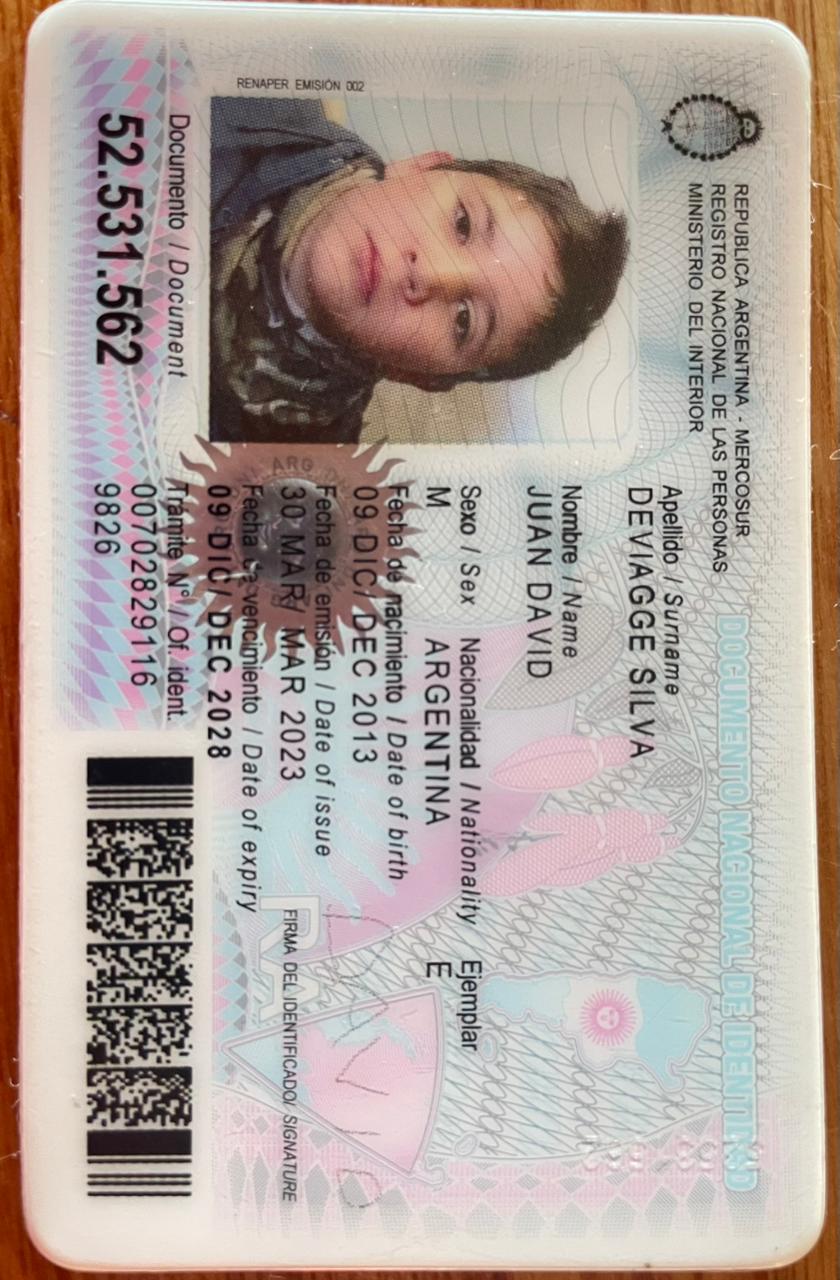 REPUBLICA ARGENTINA - MERCOSUR
REGISTRO NACIONAL DE LAS PERSONAS
MINISTERIO DEL INTERIOR
DOCUMENTO NACIONAL DE IDENTIDAD
RENAPER EMISIÓN 002
Apellido / Surname
DEVIAGGE SILVA
Nombre / Name
JUAN DAVID
Sexo / Sex Nacionalidad / Nationality Ejemplar
M ARGENTINA E
Fecha de nacimiento / Date of birth
09 DIC/ DEC 2013
Fecha de emisión / Date of issue
30 MAR/ MAR 2023
Fecha de vencimiento / Date of expiry
09 DIC/ DEC 2028
FIRMA DEL IDENTIFICADO/ SIGNATURE
DAVID
RA
Documento / Document
52.531.562
Trámite N° / Of. ident.
00702829116
9826